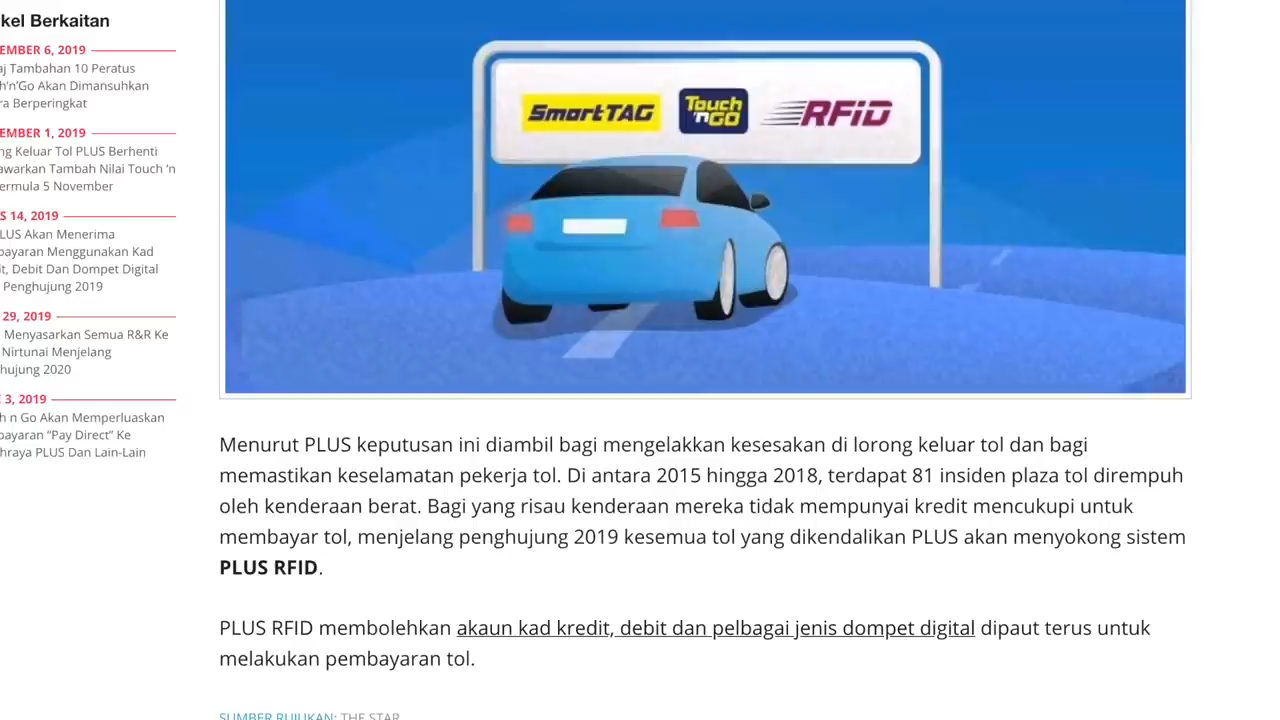 kel Berkaitan
EMBER 6, 2019
aj Tambahan 10 Peratus
h'n'Go Akan Dimansuhkan
ra Berperingkat
EMBER 1, 2019
ng Keluar Tol PLUS Berhenti
awarkan Tambah Nilai Touch 'n
ermula 5 November
S 14, 2019
LUS Akan Menerima
bayaran Menggunakan Kad
it, Debit Dan Dompet Digital
Penghujung 2019
29, 2019
Menyasarkan Semua R&R Ke
Nirtunai Menjelang
hujung 2020
3, 2019
h n Go Akan Memperluaskan
bayaran "Pay Direct" Ke
hraya PLUS Dan Lain-Lain
SmartTAG Touch 'nGO RFiD
Menurut PLUS keputusan ini diambil bagi mengelakkan kesesakan di lorong keluar tol dan bagi
memastikan keselamatan pekerja tol. Di antara 2015 hingga 2018, terdapat 81 insiden plaza tol dirempuh
oleh kenderaan berat. Bagi yang risau kenderaan mereka tidak mempunyai kredit mencukupi untuk
membayar tol, menjelang penghujung 2019 kesemua tol yang dikendalikan PLUS akan menyokong sistem
PLUS RFID.
PLUS RFID membolehkan akaun kad kredit, debit dan pelbagai jenis dompet digital dipaut terus untuk
melakukan pembayaran tol.
SUMBER RUJUKAN: THE STAR